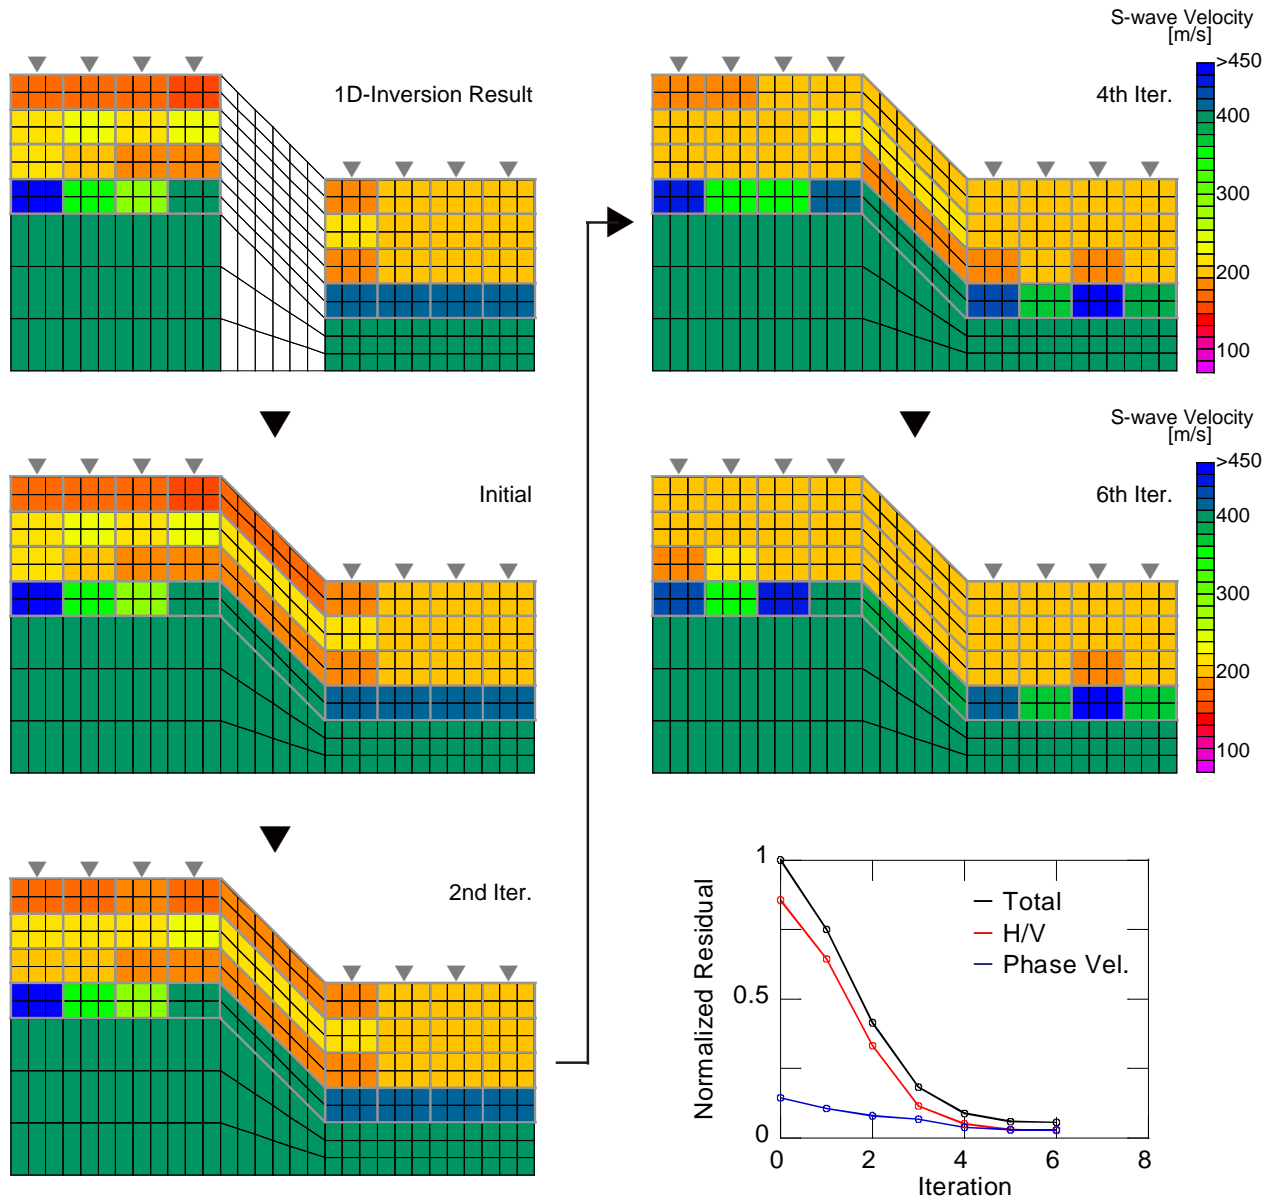 1D-Inversion Result
Initial
2nd Iter.
4th Iter.
S-wave Velocity
[m/s]
>450
400
300
200
100
6th Iter.
S-wave Velocity
[m/s]
>450
400
300
200
100
Normalized Residual
1
0.5
0
Total
H/V
Phase Vel.
0 2 4 6 8
Iteration